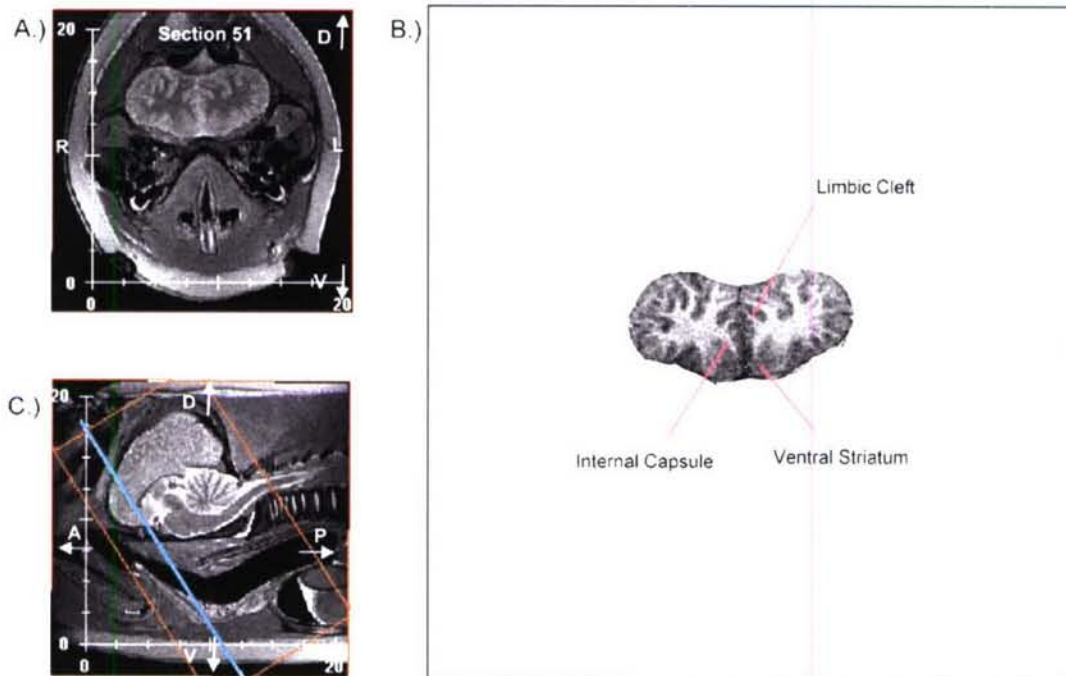 A.)
20
Section 51
D
R
L
0
V
0
20
B.)
Limbic Cleft
Internal Capsule
Ventral Striatum
C.)
20
D
A
P
0
V
0
20